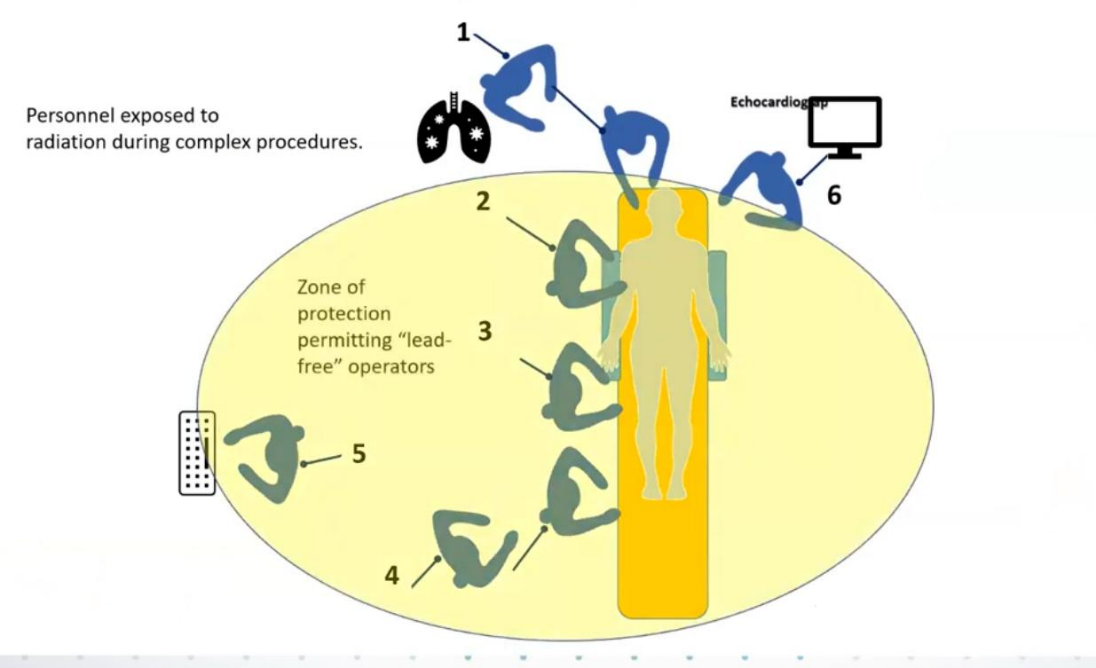 1
Personnel exposed to
radiation during complex procedures.
Echocardiograp
6
2
Zone of
protection
permitting “lead-
free” operators
3
5
4